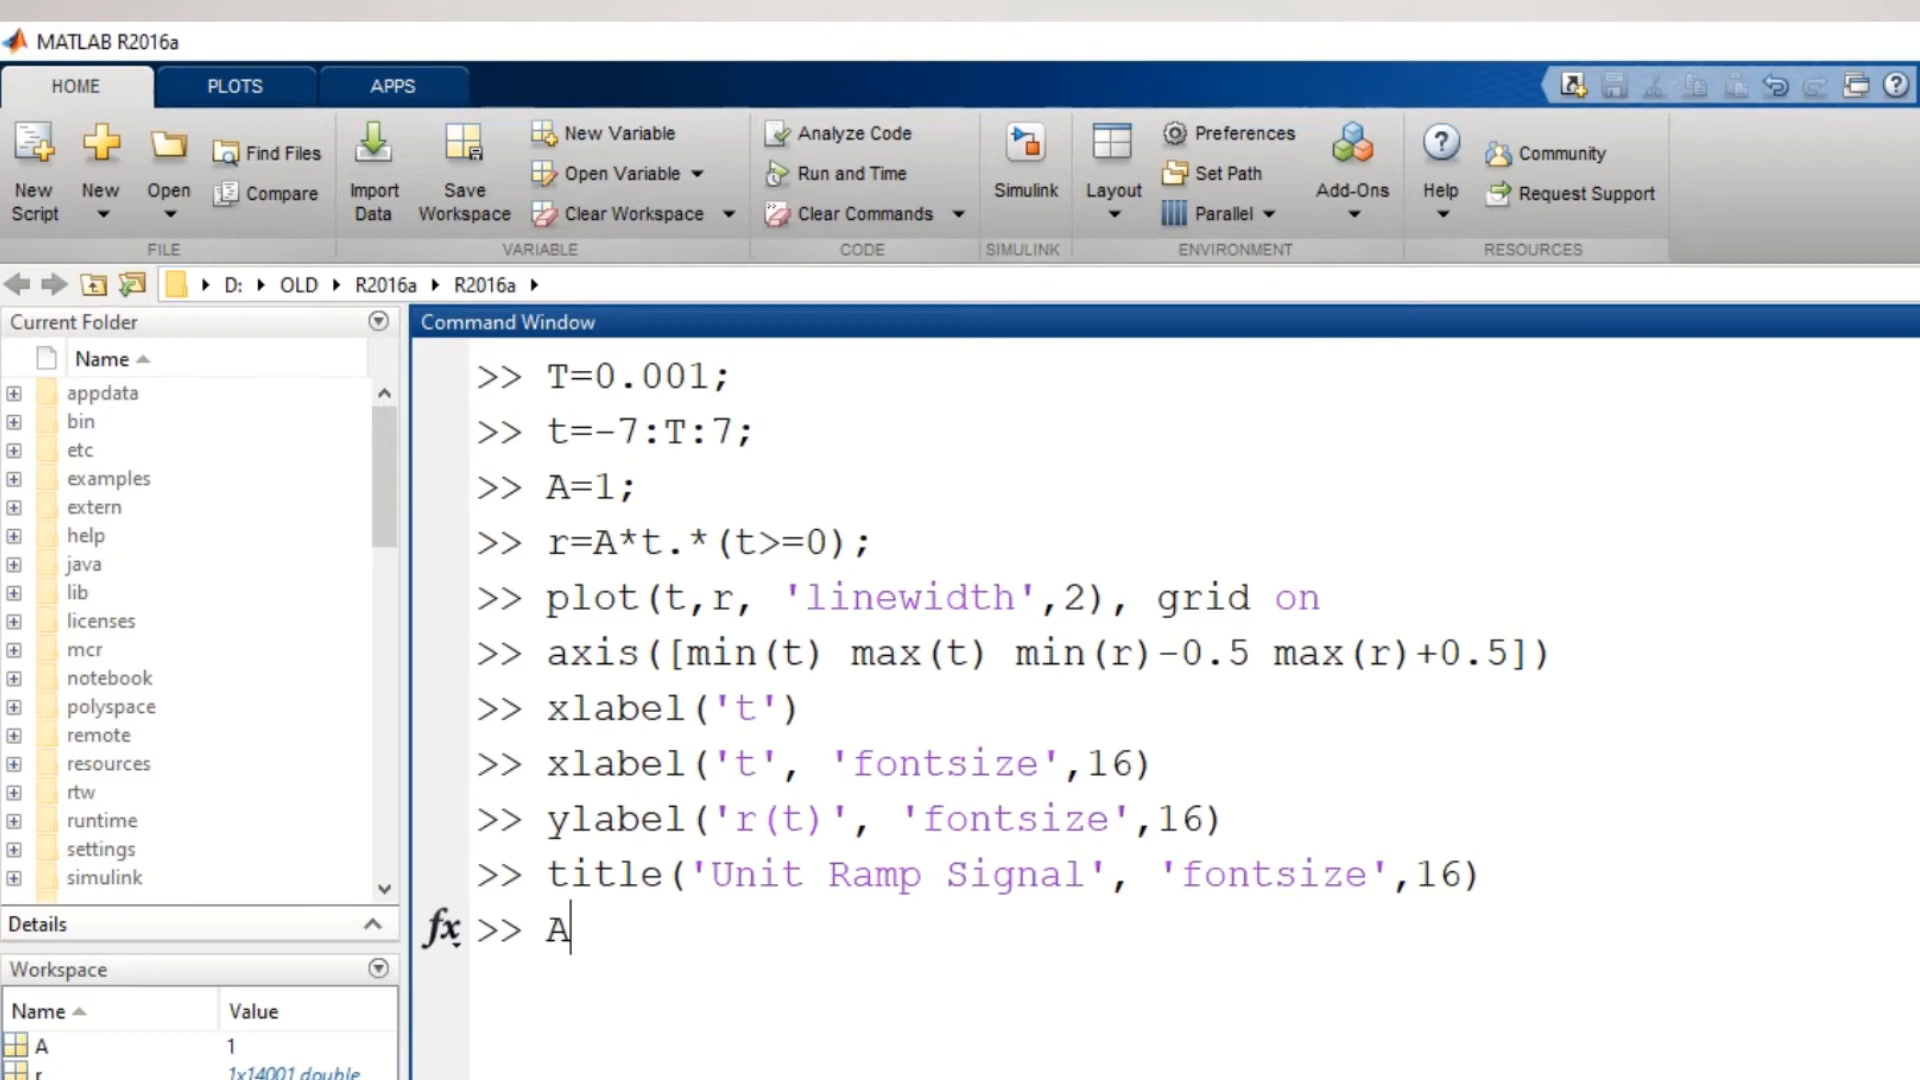 MATLAB R2016a
HOME PLOTS APPS
New Script
New
Open
Find Files
Compare
FILE
Import Data
Save Workspace
New Variable
Open Variable
Clear Workspace
VARIABLE
Analyze Code
Run and Time
Clear Commands
CODE
Simulink
SIMULINK
Layout
Preferences
Set Path
Parallel
Add-Ons
ENVIRONMENT
Help
Community
Request Support
RESOURCES
D: OLD R2016a R2016a
Current Folder
Name
appdata
bin
etc
examples
extern
help
java
lib
licenses
mcr
notebook
polyspace
remote
resources
rtw
runtime
settings
simulink
Details
Workspace
Name Value
A 1
r 1x14001 double
Command Window
>> T=0.001;
>> t=-7:T:7;
>> A=1;
>> r=A*t.*(t>=0);
>> plot(t,r, 'linewidth',2), grid on
>> axis([min(t) max(t) min(r)-0.5 max(r)+0.5])
>> xlabel('t')
>> xlabel('t', 'fontsize',16)
>> ylabel('r(t)', 'fontsize',16)
>> title('Unit Ramp Signal', 'fontsize',16)
fx >> A